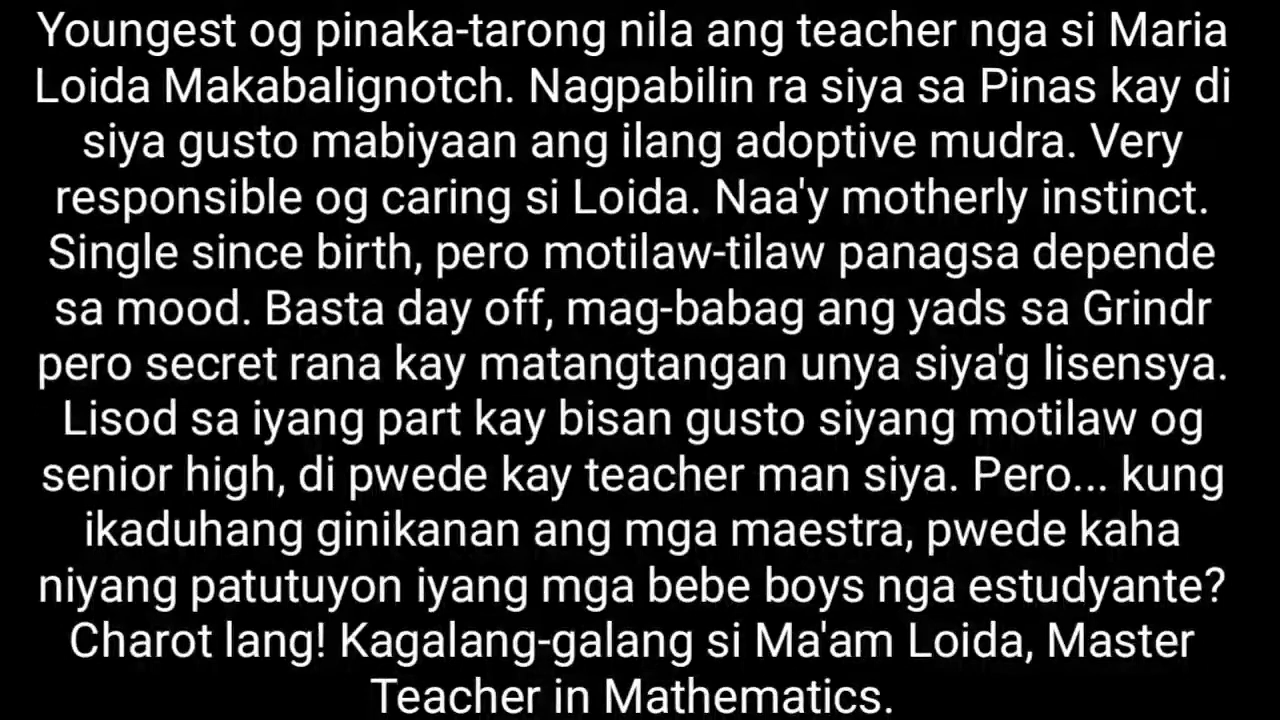 Youngest og pinaka-tarong nila ang teacher nga si Maria
Loida Makabalignotch. Nagpabilin ra siya sa Pinas kay di
siya gusto mabiyaan ang ilang adoptive mudra. Very
responsible og caring si Loida. Naa'y motherly instinct.
Single since birth, pero motilaw-tilaw panagsa depende
sa mood. Basta day off, mag-babag ang yads sa Grindr
pero secret rana kay matangtangan unya siya'g lisensya.
Lisod sa iyang part kay bisan gusto siyang motilaw og
senior high, di pwede kay teacher man siya. Pero... kung
ikaduhang ginikanan ang mga maestra, pwede kaha
niyang patutuyon iyang mga bebe boys nga estudyante?
Charot lang! Kagalang-galang si Ma'am Loida, Master
Teacher in Mathematics.